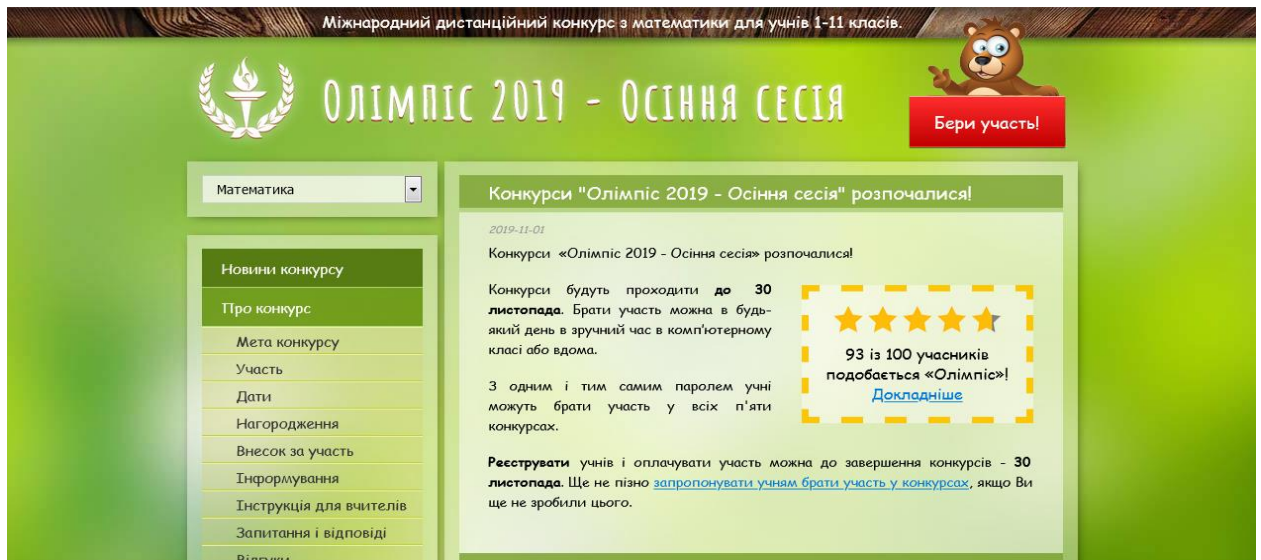 Міжнародний дистанційний конкурс з математики для учнів 1-11 класів.
Олімпіс 2019 - Осіння сесія
Бери участь!
Математика
Новини конкурсу
Про конкурс
Мета конкурсу
Участь
Дати
Нагородження
Внесок за участь
Інформування
Інструкція для вчителів
Запитання і відповіді
Відгуки
Конкурси "Олімпіс 2019 - Осіння сесія" розпочалися!
2019-11-01
Конкурси «Олімпіс 2019 - Осіння сесія» розпочалися!
Конкурси будуть проходити до 30
листопада. Брати участь можна в будь-
який день в зручний час в комп'ютерному
класі або вдома.
З одним і тим самим паролем учні
можуть брати участь у всіх п'яти
конкурсах.
93 із 100 учасників
подобається «Олімпіс»!
Докладніше
Реєструвати учнів і оплачувати участь можна до завершення конкурсів - 30
листопада. Ще не пізно запропонувати учням брати участь у конкурсах, якщо Ви
ще не зробили цього.